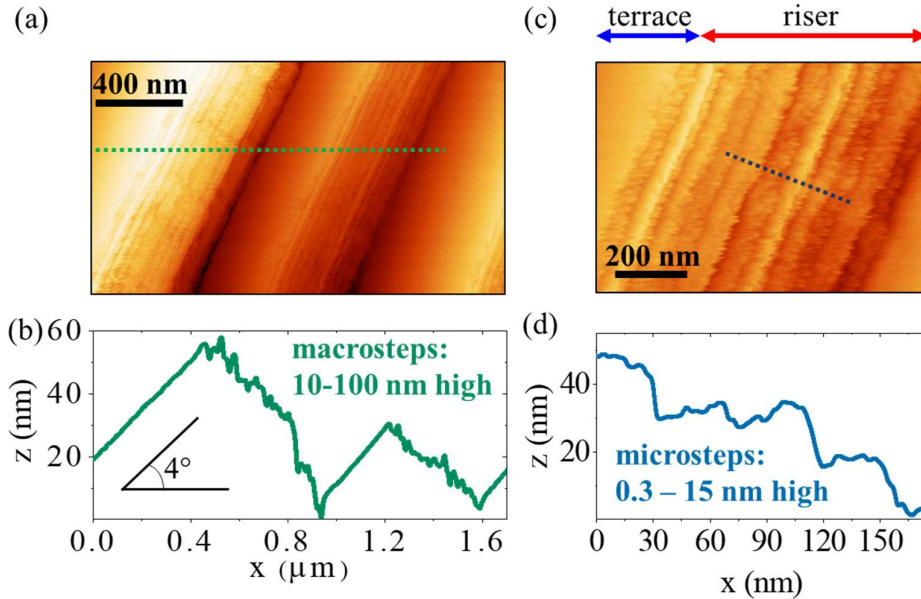 (a)
400 nm
(b)
60
40
20
z (nm)
macrosteps:
10-100 nm high
4°
0.0 0.4 0.8 1.2 1.6
x (μm)
(c)
terrace riser
200 nm
(d)
40
20
0
z (nm)
microsteps:
0.3 – 15 nm high
0 30 60 90 120 150
x (nm)